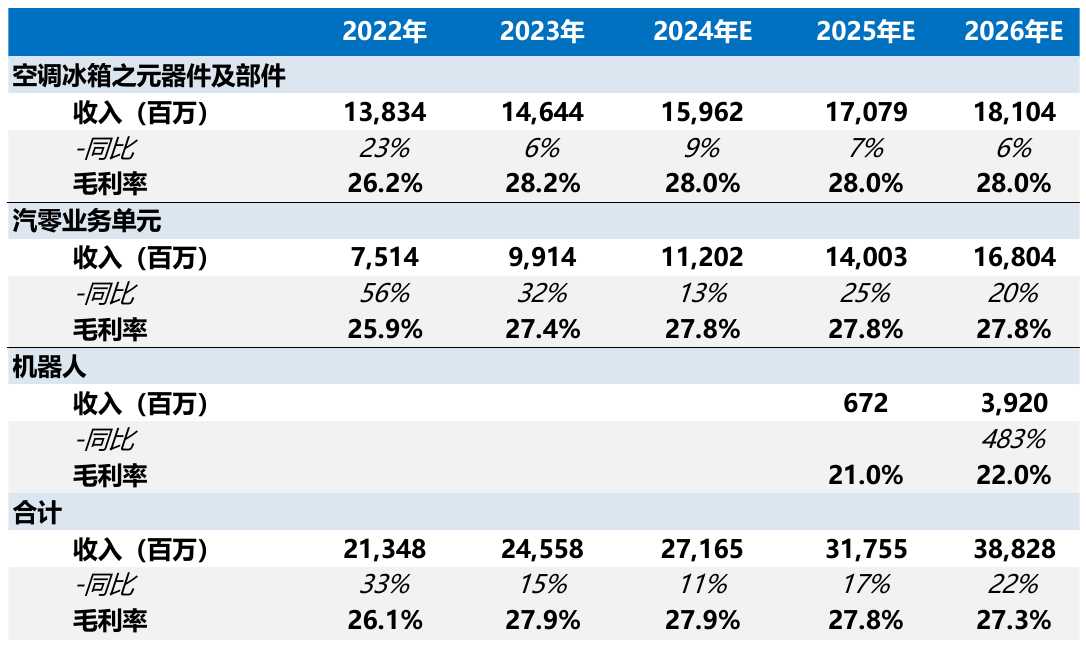 2022年 2023年 2024年E 2025年E 2026年E
空调冰箱之元器件及部件
收入（百万） 13,834 14,644 15,962 17,079 18,104
-同比 23% 6% 9% 7% 6%
毛利率 26.2% 28.2% 28.0% 28.0% 28.0%
汽零业务单元
收入（百万） 7,514 9,914 11,202 14,003 16,804
-同比 56% 32% 13% 25% 20%
毛利率 25.9% 27.4% 27.8% 27.8% 27.8%
机器人
收入（百万） 672 3,920
-同比 483%
毛利率 21.0% 22.0%
合计
收入（百万） 21,348 24,558 27,165 31,755 38,828
-同比 33% 15% 11% 17% 22%
毛利率 26.1% 27.9% 27.9% 27.8% 27.3%